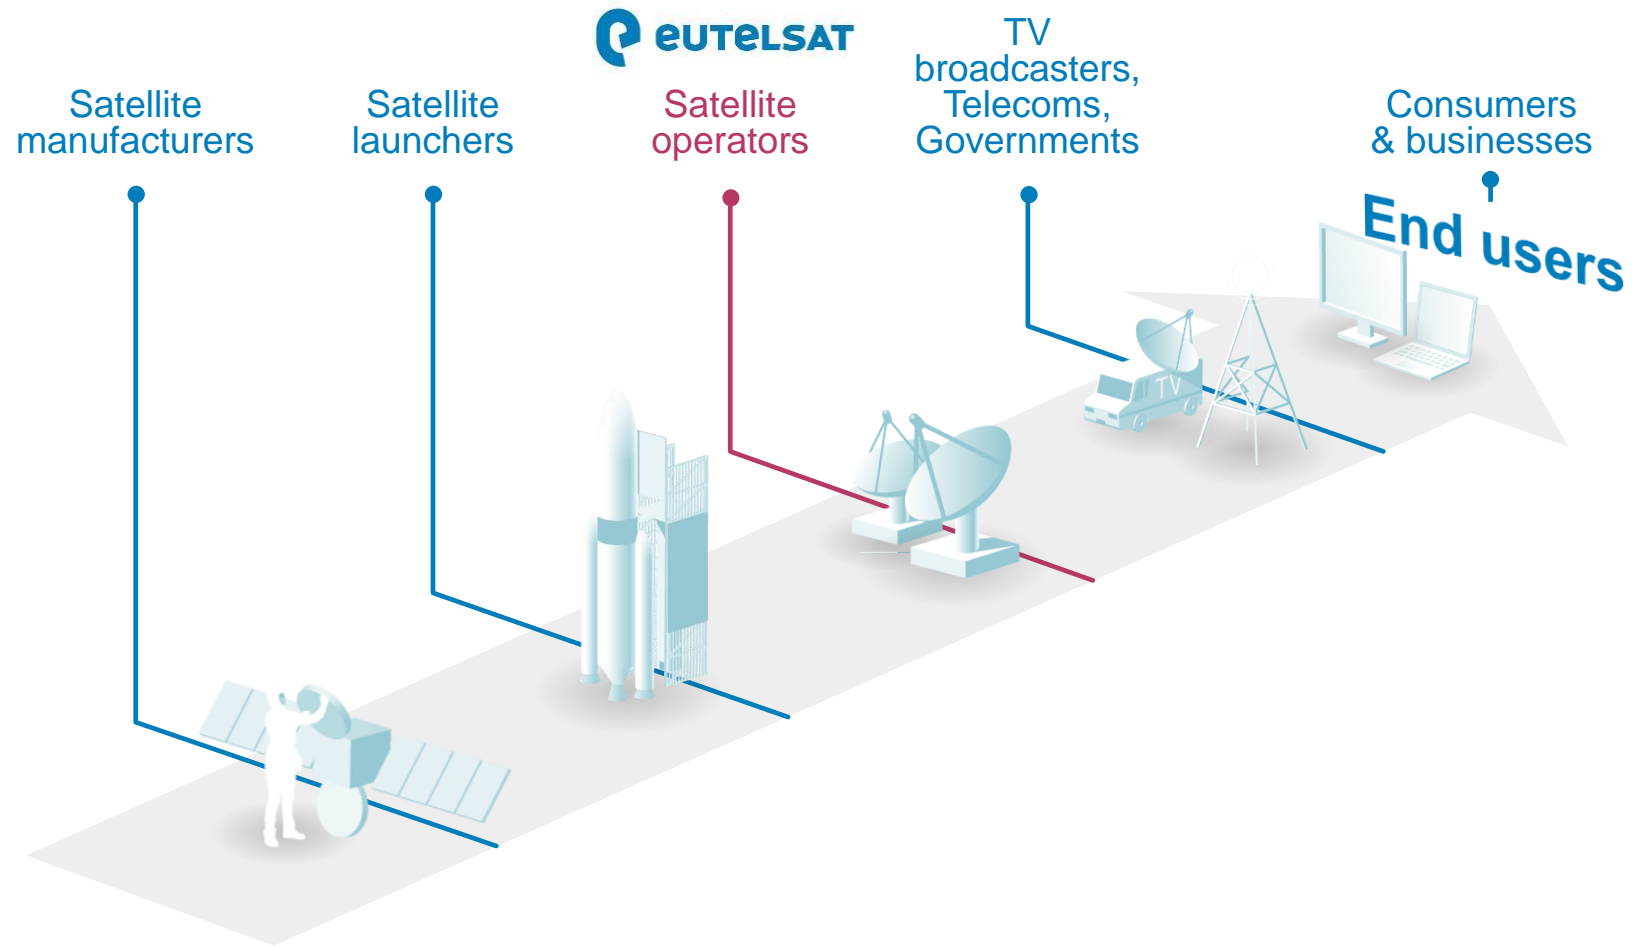 eUTeLSAT
Satellite
manufacturers
Satellite
launchers
Satellite
operators
TV
broadcasters,
Telecoms,
Governments
Consumers
& businesses
End users
TV